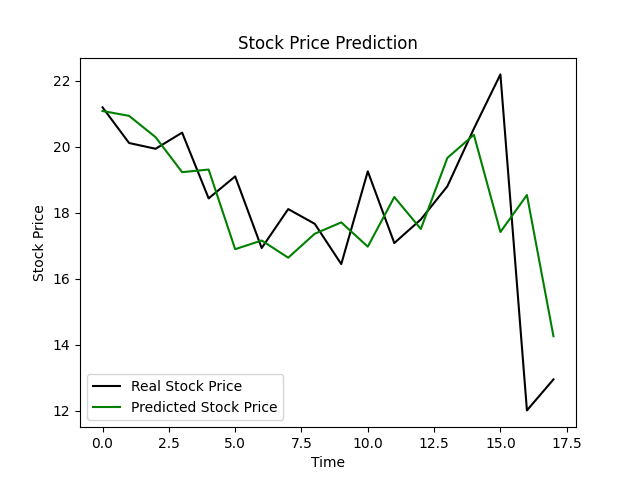 Stock Price Prediction
Stock Price
22
20
18
16
14
12
Real Stock Price
Predicted Stock Price
0.0 2.5 5.0 7.5 10.0 12.5 15.0 17.5
Time